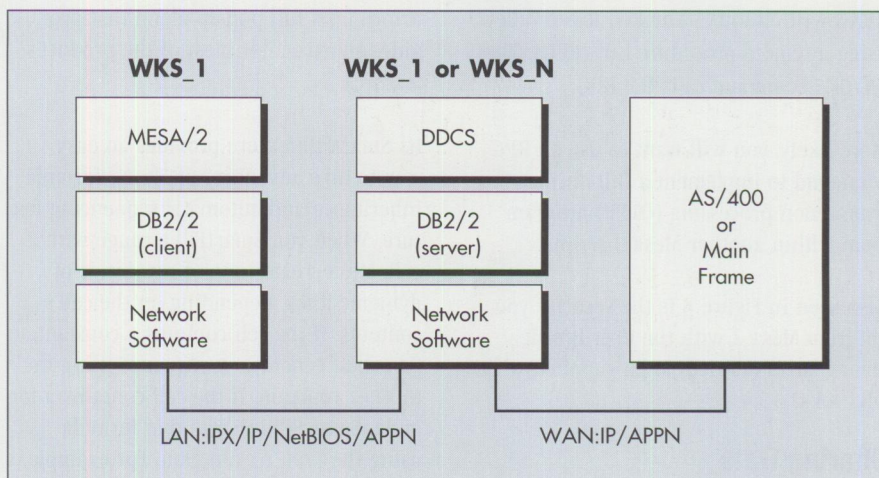 WKS_1
WKS_1 or WKS_N
MESA/2
DDCS
AS/400
or
Main
Frame
DB2/2
(client)
DB2/2
(server)
Network
Software
Network
Software
LAN:IPX/IP/NetBIOS/APPN
WAN:IP/APPN